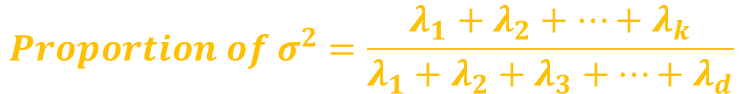 Proportion of σ² = (λ₁ + λ₂ + ⋯ + λₖ) / (λ₁ + λ₂ + λ₃ + ⋯ + λ_d)